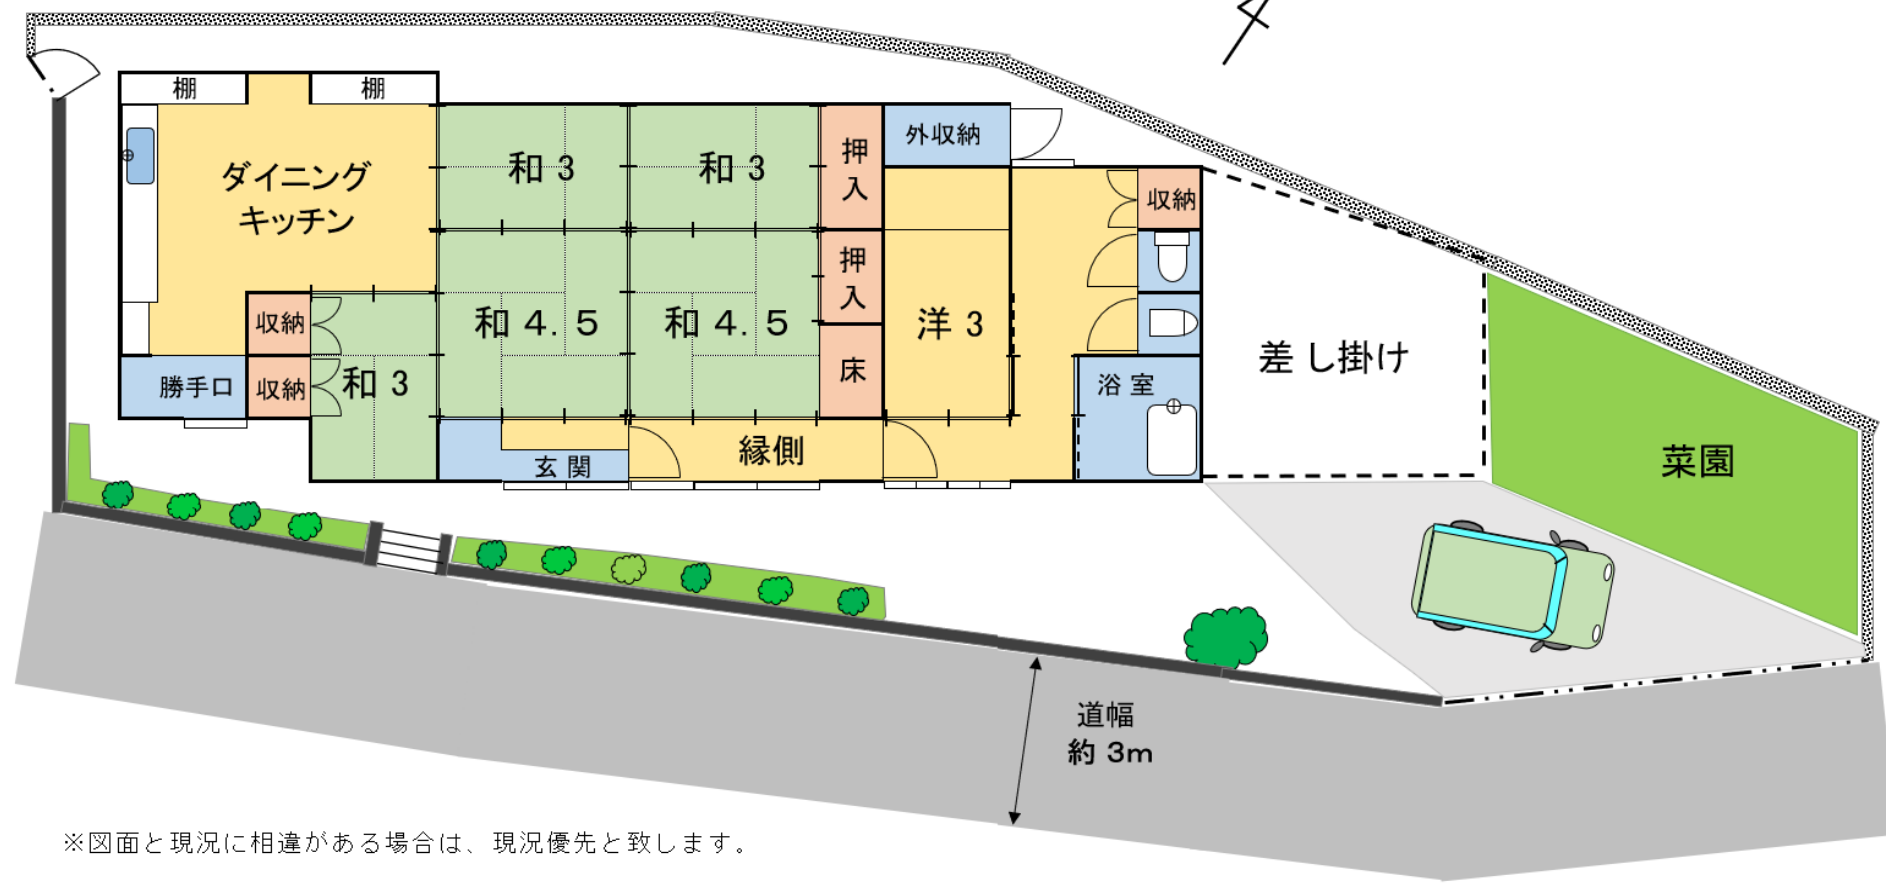 棚
棚
ダイニング
キッチン
和 3
和 3
押
入
外収納
収納
押
入
収納
和 4. 5
和 4. 5
洋 3
差し掛け
床
勝手口
収納
和 3
浴 室
縁側
玄 関
菜園
道幅
約 3m
※図面と現況に相違がある場合は、現況優先と致します。